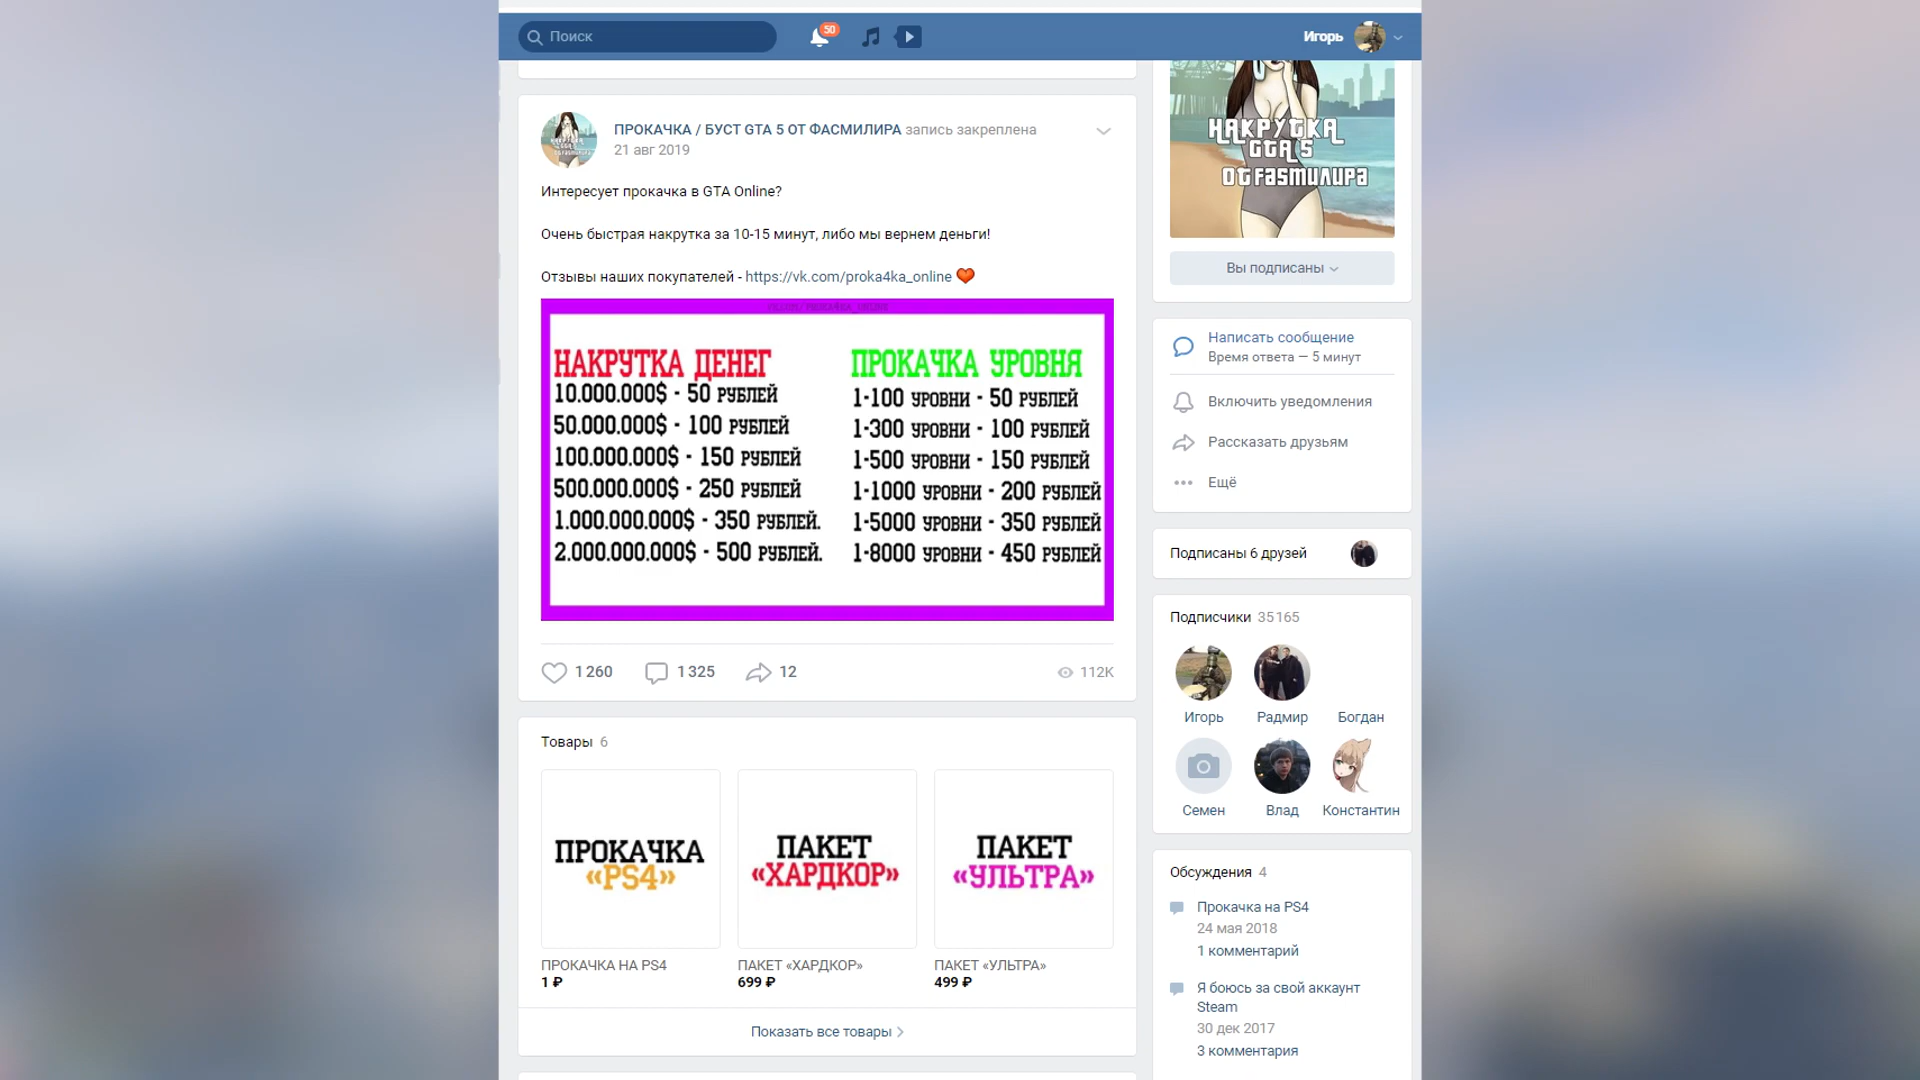 Поиск
50
Игорь
ПРОКАЧКА / БУСТ GTA 5 ОТ ФАСМИЛИРА запись закреплена
21 авг 2019
Интересует прокачка в GTA Online?
Очень быстрая накрутка за 10-15 минут, либо мы вернем деньги!
Отзывы наших покупателей - https://vk.com/proka4ka_online
VK.COM/PROKA4KA_ONLINE
НАКРУТКА ДЕНЕГ
10.000.000$ - 50 РУБЛЕЙ
50.000.000$ - 100 РУБЛЕЙ
100.000.000$ - 150 РУБЛЕЙ
500.000.000$ - 250 РУБЛЕЙ
1.000.000.000$ - 350 РУБЛЕЙ.
2.000.000.000$ - 500 РУБЛЕЙ.
ПРОКАЧКА УРОВНЯ
1-100 УРОВНИ - 50 РУБЛЕЙ
1-300 УРОВНИ - 100 РУБЛЕЙ
1-500 УРОВНИ - 150 РУБЛЕЙ
1-1000 УРОВНИ - 200 РУБЛЕЙ
1-5000 УРОВНИ - 350 РУБЛЕЙ
1-8000 УРОВНИ - 450 РУБЛЕЙ
1 260
1 325
12
112K
Товары 6
ПРОКАЧКА
«PS4»
ПАКЕТ
«ХАРДКОР»
ПАКЕТ
«УЛЬТРА»
ПРОКАЧКА НА PS4
1 ₽
ПАКЕТ «ХАРДКОР»
699 ₽
ПАКЕТ «УЛЬТРА»
499 ₽
Показать все товары
НАКРУТКА
GTA 5
ОТ FASMИЛИРА
Вы подписаны
Написать сообщение
Время ответа — 5 минут
Включить уведомления
Рассказать друзьям
Ещё
Подписаны 6 друзей
Подписчики 35 165
Игорь
Радмир
Богдан
Семен
Влад
Константин
Обсуждения 4
Прокачка на PS4
24 мая 2018
1 комментарий
Я боюсь за свой аккаунт
Steam
30 дек 2017
3 комментария